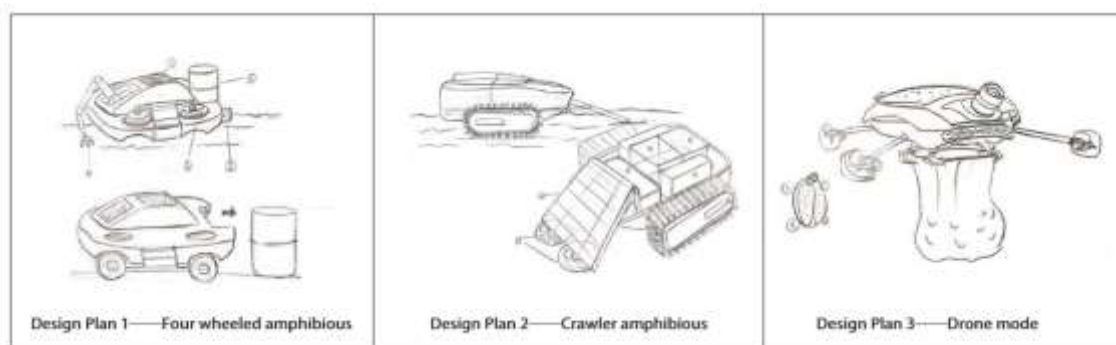 Design Plan 1——Four wheeled amphibious
Design Plan 2——Crawler amphibious
Design Plan 3——Drone mode